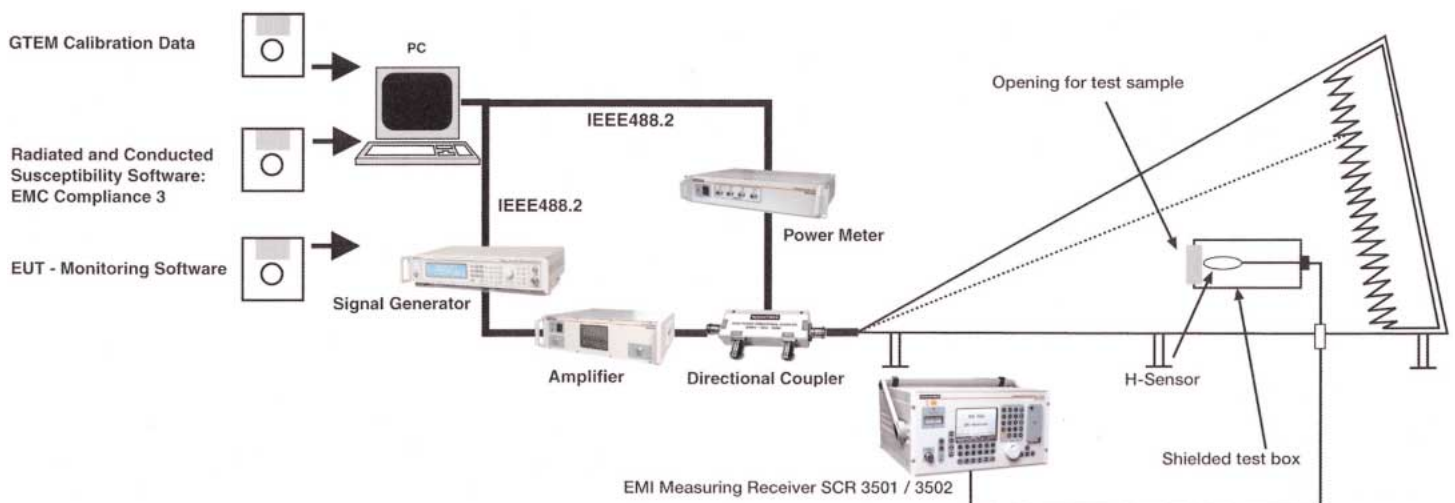 GTEM Calibration Data
PC
Opening for test sample
IEEE488.2
Radiated and Conducted
Susceptibility Software:
EMC Compliance 3
IEEE488.2
Power Meter
EUT - Monitoring Software
Signal Generator
Amplifier
Directional Coupler
H-Sensor
Shielded test box
EMI Measuring Receiver SCR 3501 / 3502